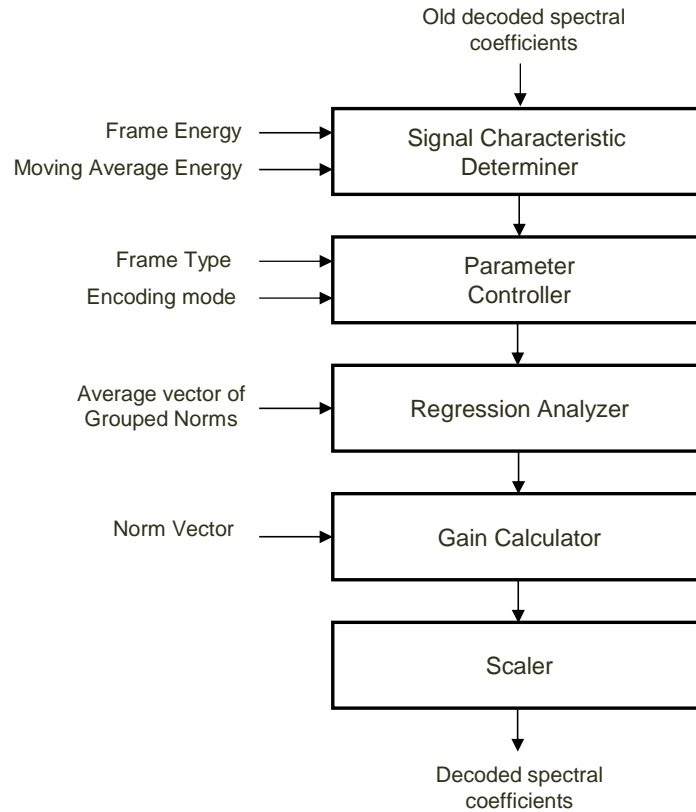 Old decoded spectral
coefficients
Frame Energy
Moving Average Energy
Signal Characteristic
Determiner
Frame Type
Encoding mode
Parameter
Controller
Average vector of
Grouped Norms
Regression Analyzer
Norm Vector
Gain Calculator
Scaler
Decoded spectral
coefficients